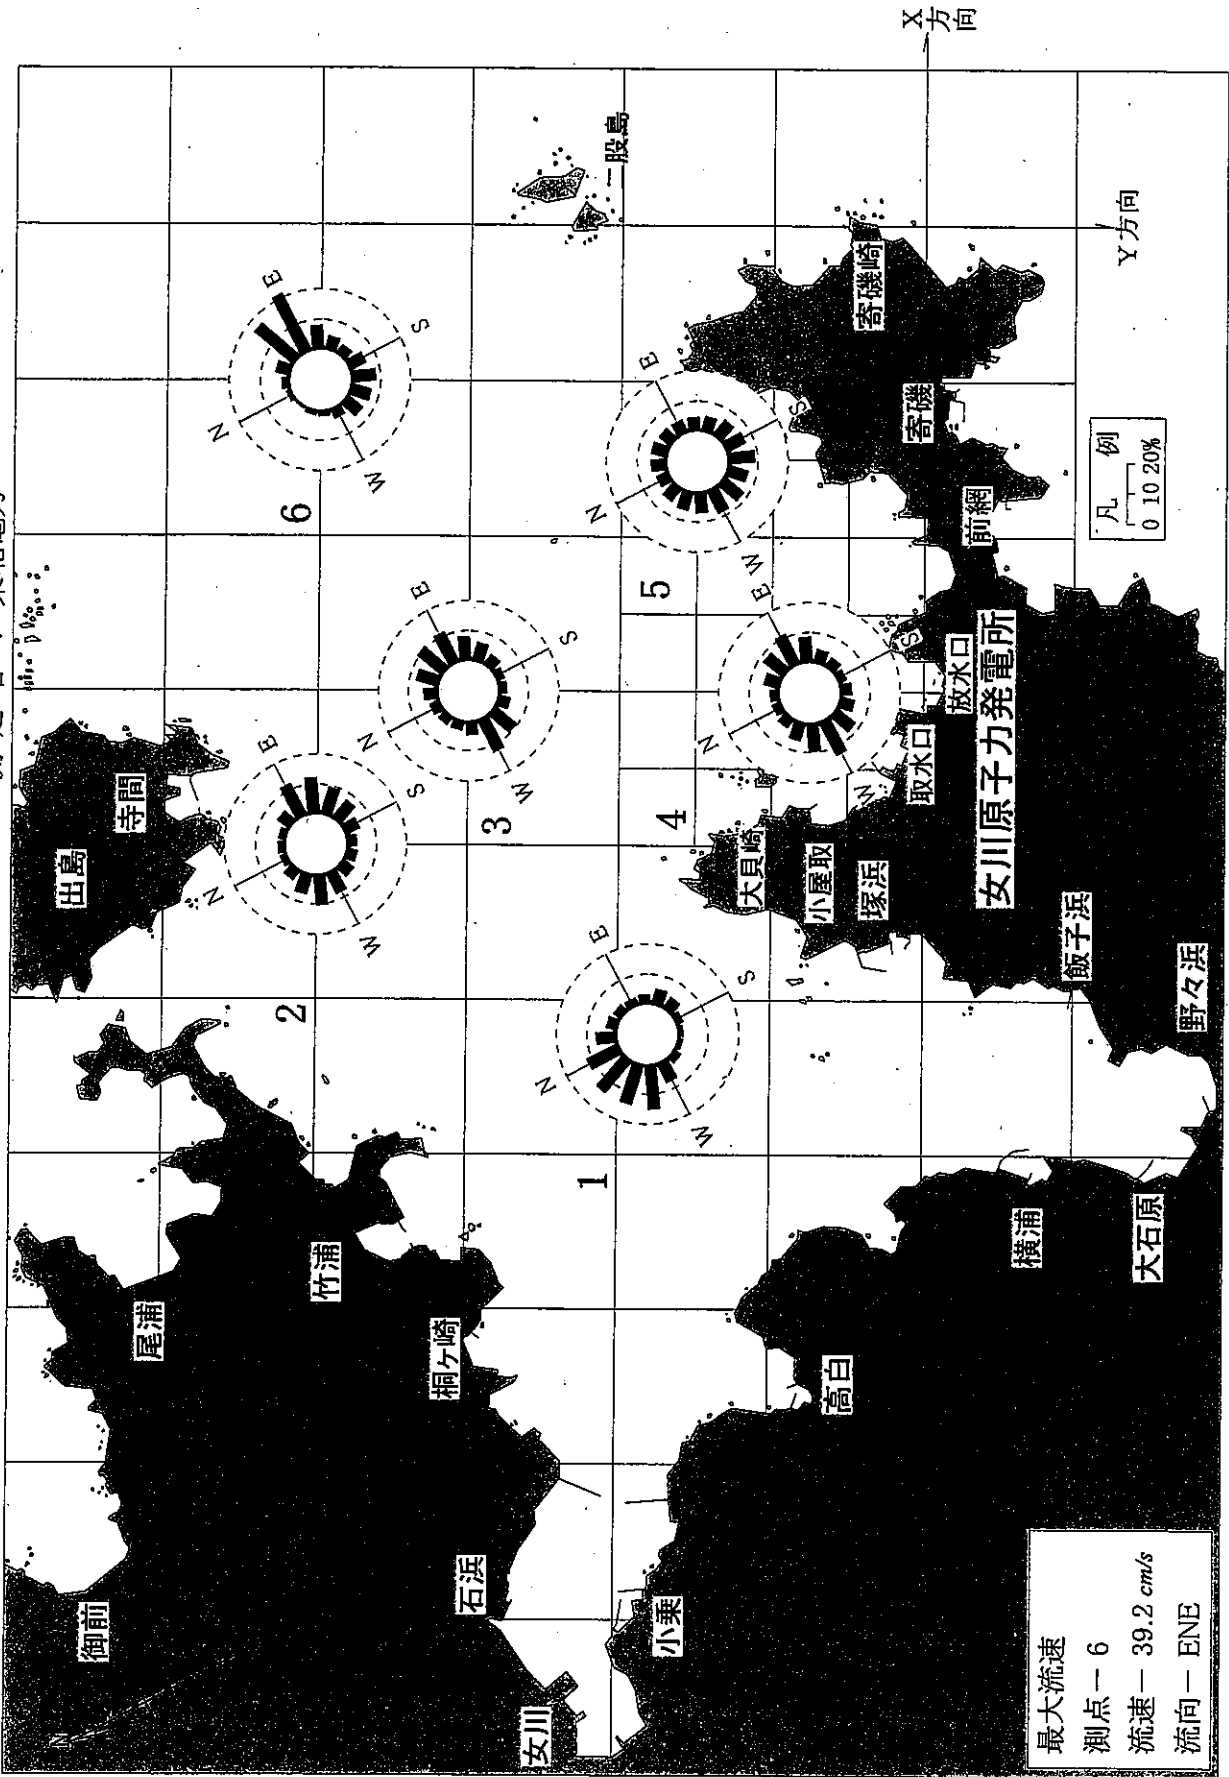 出島
寺間
御前
尾浦
竹浦
桐ヶ崎
石浜
女川
小乗
高白
横浦
大石原
野々浜
飯子浜
塚浜
小屋取
大貝崎
取水口
放水口
女川原子力発電所
前網
寄磯
寄磯崎
二股島
1
N
E
S
W
2
N
E
S
W
3
N
E
S
W
4
N
E
S
W
5
N
E
S
W
6
N
E
S
W
N
X方向
Y方向
凡例
0 10 20%
最大流速
測点－6
流速－39.2 cm/s
流向－ENE